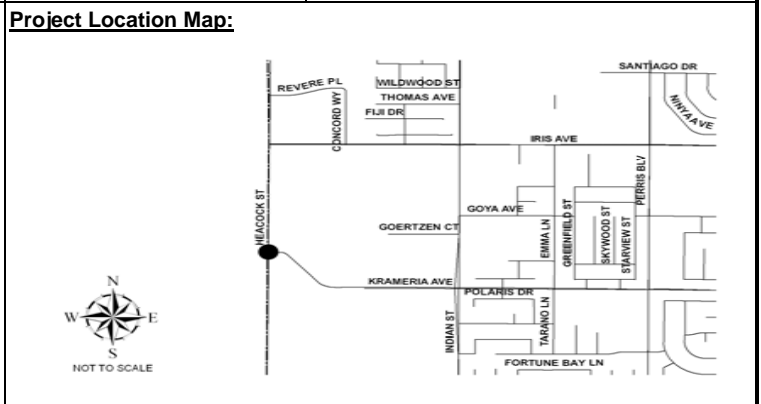 Project Location Map:
SANTIAGO DR
REVERE PL
WILDWOOD ST
THOMAS AVE
FIJI DR
CONCORD WY
NINYA AVE
IRIS AVE
PERRIS BLV
HEACOCK ST
GOYA AVE
GOERTZEN CT
EMMA LN
GREENFIELD ST
SKYWOOD ST
STARVIEW ST
KRAMERIA AVE
POLARIS DR
INDIAN ST
TARANO LN
FORTUNE BAY LN
N
W
E
S
NOT TO SCALE